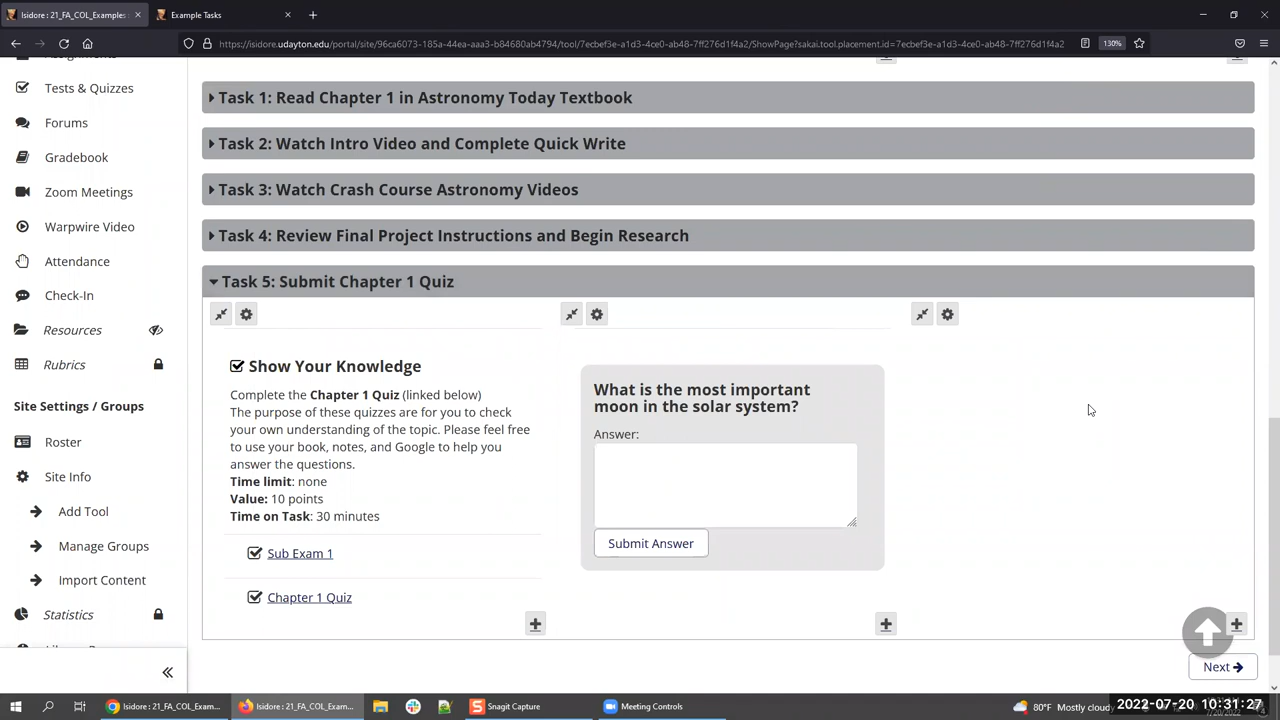 Isidore : 21_FA_COL_Examples
Example Tasks
https://isidore.udayton.edu/portal/site/96ca6073-185a-44ea-aaa3-b84680ab4794/tool/7ecbef3e-a1d3-4ce0-ab48-7ff276d1f4a2/ShowPage?sakai.tool.placement.id=7ecbef3e-a1d3-4ce0-ab48-7ff276d1f4a2
130%
Tests & Quizzes
Forums
Gradebook
Zoom Meetings
Warpwire Video
Attendance
Check-In
Resources
Rubrics
Site Settings / Groups
Roster
Site Info
Add Tool
Manage Groups
Import Content
Statistics
Task 1: Read Chapter 1 in Astronomy Today Textbook
Task 2: Watch Intro Video and Complete Quick Write
Task 3: Watch Crash Course Astronomy Videos
Task 4: Review Final Project Instructions and Begin Research
Task 5: Submit Chapter 1 Quiz
Show Your Knowledge
Complete the Chapter 1 Quiz (linked below)
The purpose of these quizzes are for you to check
your own understanding of the topic. Please feel free
to use your book, notes, and Google to help you
answer the questions.
Time limit: none
Value: 10 points
Time on Task: 30 minutes
Sub Exam 1
Chapter 1 Quiz
What is the most important
moon in the solar system?
Answer:
Submit Answer
Next
Isidore : 21_FA_COL_Exam...
Isidore : 21_FA_COL_Exam...
Snagit Capture
Meeting Controls
80°F Mostly cloudy
2022-07-20 10:31:27